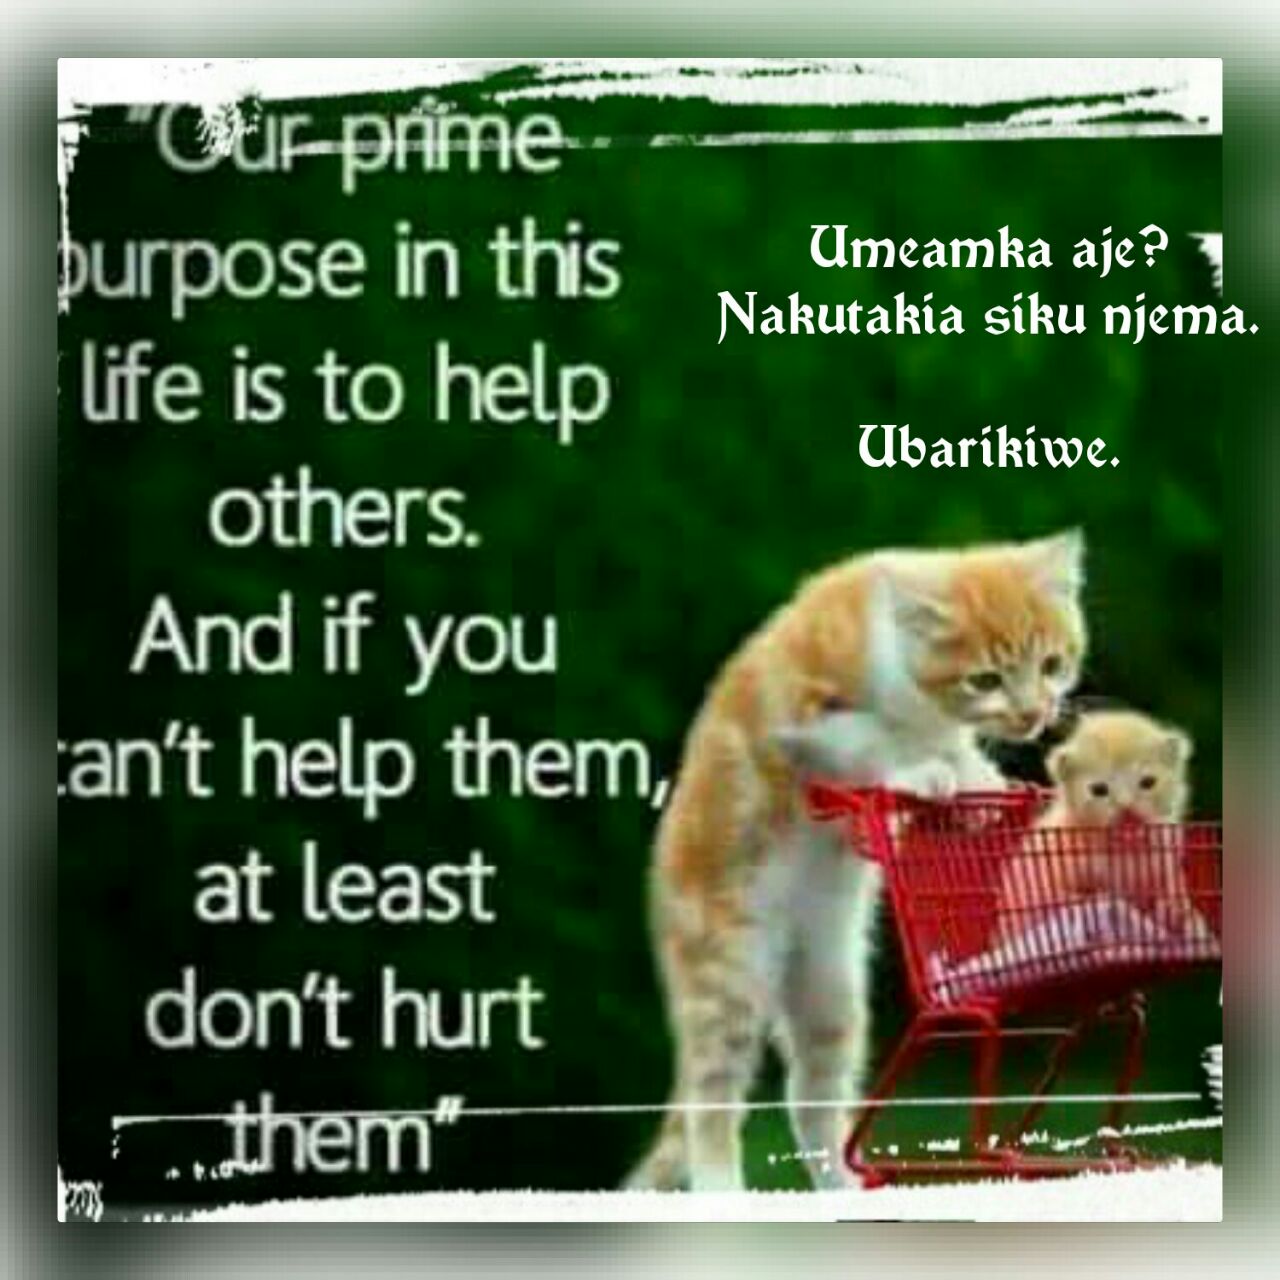 "Our prime
purpose in this
life is to help
others.
And if you
can't help them,
at least
don't hurt
them"
Umeamka aje?
Nakutakia siku njema.
Ubarikiwe.